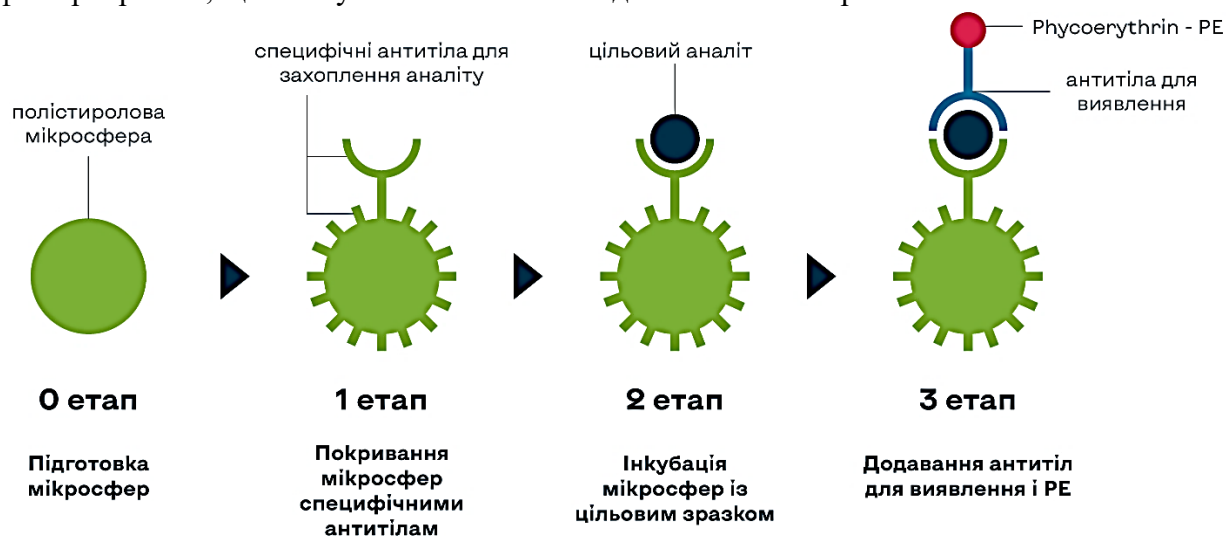 Phycoerythrin - PE
специфічні антитіла для
захоплення аналіту
цільовий аналіт
антитіла для
виявлення
полістиролова
мікросфера
0 етап
1 етап
2 етап
3 етап
Підготовка
мікросфер
Покривання
мікросфер
специфічними
антитілам
Інкубація
мікросфер із
цільовим зразком
Додавання антитіл
для виявлення і PE